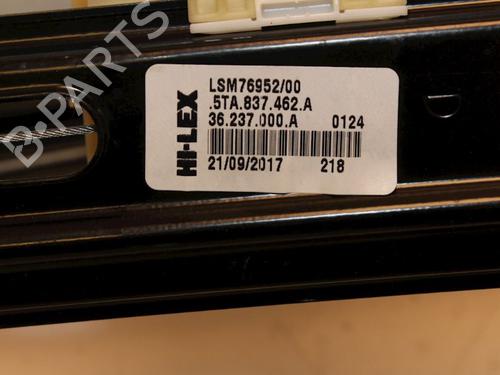 LSM76952/00
.5TA.837.462.A
36.237.000.A 0124
21/09/2017 218
HI-LEX
B-PARTS